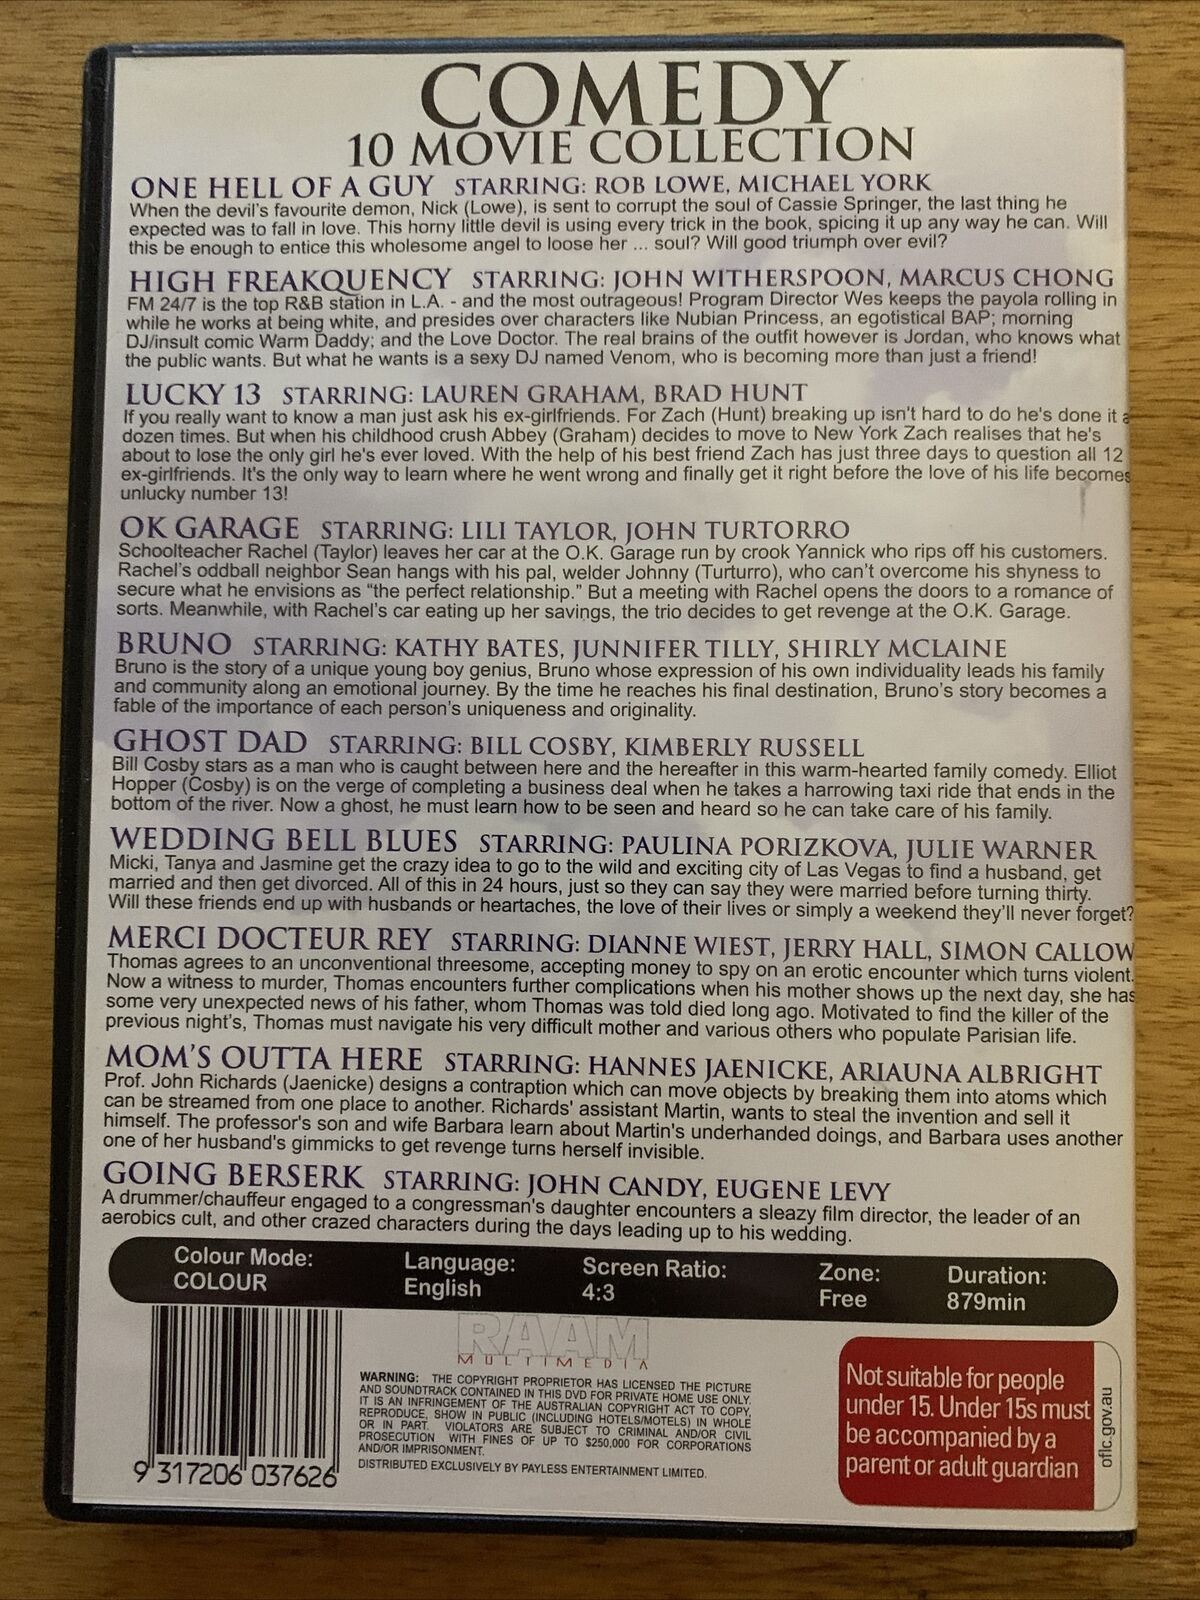 COMEDY
10 MOVIE COLLECTION
ONE HELL OF A GUY STARRING: ROB LOWE, MICHAEL YORK
When the devil's favourite demon, Nick (Lowe), is sent to corrupt the soul of Cassie Springer, the last thing he
expected was to fall in love. This horny little devil is using every trick in the book, spicing it up any way he can. Will
this be enough to entice this wholesome angel to loose her ... soul? Will good triumph over evil?
HIGH FREAKQUENCY STARRING: JOHN WITHERSPOON, MARCUS CHONG
FM 24/7 is the top R&B station in L.A. - and the most outrageous! Program Director Wes keeps the payola rolling in
while he works at being white, and presides over characters like Nubian Princess, an egotistical BAP; morning
DJ/insult comic Warm Daddy; and the Love Doctor. The real brains of the outfit however is Jordan, who knows what
the public wants. But what he wants is a sexy DJ named Venom, who is becoming more than just a friend!
LUCKY 13 STARRING: LAUREN GRAHAM, BRAD HUNT
If you really want to know a man just ask his ex-girlfriends. For Zach (Hunt) breaking up isn't hard to do he's done it a
dozen times. But when his childhood crush Abbey (Graham) decides to move to New York Zach realises that he's
about to lose the only girl he's ever loved. With the help of his best friend Zach has just three days to question all 12
ex-girlfriends. It's the only way to learn where he went wrong and finally get it right before the love of his life becomes
unlucky number 13!
OK GARAGE STARRING: LILI TAYLOR, JOHN TURTORRO
Schoolteacher Rachel (Taylor) leaves her car at the O.K. Garage run by crook Yannick who rips off his customers.
Rachel's oddball neighbor Sean hangs with his pal, welder Johnny (Turturro), who can't overcome his shyness to
secure what he envisions as "the perfect relationship." But a meeting with Rachel opens the doors to a romance of
sorts. Meanwhile, with Rachel's car eating up her savings, the trio decides to get revenge at the O.K. Garage.
BRUNO STARRING: KATHY BATES, JUNNIFER TILLY, SHIRLY MCLAINE
Bruno is the story of a unique young boy genius, Bruno whose expression of his own individuality leads his family
and community along an emotional journey. By the time he reaches his final destination, Bruno's story becomes a
fable of the importance of each person's uniqueness and originality.
GHOST DAD STARRING: BILL COSBY, KIMBERLY RUSSELL
Bill Cosby stars as a man who is caught between here and the hereafter in this warm-hearted family comedy. Elliot
Hopper (Cosby) is on the verge of completing a business deal when he takes a harrowing taxi ride that ends in the
bottom of the river. Now a ghost, he must learn how to be seen and heard so he can take care of his family.
WEDDING BELL BLUES STARRING: PAULINA PORIZKOVA, JULIE WARNER
Micki, Tanya and Jasmine get the crazy idea to go to the wild and exciting city of Las Vegas to find a husband, get
married and then get divorced. All of this in 24 hours, just so they can say they were married before turning thirty.
Will these friends end up with husbands or heartaches, the love of their lives or simply a weekend they'll never forget?
MERCI DOCTEUR REY STARRING: DIANNE WIEST, JERRY HALL, SIMON CALLOW
Thomas agrees to an unconventional threesome, accepting money to spy on an erotic encounter which turns violent.
Now a witness to murder, Thomas encounters further complications when his mother shows up the next day, she has
some very unexpected news of his father, whom Thomas was told died long ago. Motivated to find the killer of the
previous night's, Thomas must navigate his very difficult mother and various others who populate Parisian life.
MOM'S OUTTA HERE STARRING: HANNES JAENICKE, ARIAUNA ALBRIGHT
Prof. John Richards (Jaenicke) designs a contraption which can move objects by breaking them into atoms which
can be streamed from one place to another. Richards' assistant Martin, wants to steal the invention and sell it
himself. The professor's son and wife Barbara learn about Martin's underhanded doings, and Barbara uses another
one of her husband's gimmicks to get revenge turns herself invisible.
GOING BERSERK STARRING: JOHN CANDY, EUGENE LEVY
A drummer/chauffeur engaged to a congressman's daughter encounters a sleazy film director, the leader of an
aerobics cult, and other crazed characters during the days leading up to his wedding.
Colour Mode: Language: Screen Ratio: Zone: Duration:
COLOUR English 4:3 Free 879min
RAAM
MULTIMEDIA
WARNING: THE COPYRIGHT PROPRIETOR HAS LICENSED THE PICTURE
AND SOUNDTRACK CONTAINED IN THIS DVD FOR PRIVATE HOME USE ONLY.
IT IS AN INFRINGEMENT OF THE AUSTRALIAN COPYRIGHT ACT TO COPY,
REPRODUCE, SHOW IN PUBLIC (INCLUDING HOTELS/MOTELS) IN WHOLE
OR IN PART. VIOLATORS ARE SUBJECT TO CRIMINAL AND/OR CIVIL
PROSECUTION WITH FINES OF UP TO $250,000 FOR CORPORATIONS
AND/OR IMPRISONMENT.
DISTRIBUTED EXCLUSIVELY BY PAYLESS ENTERTAINMENT LIMITED.
9 317206 037626
Not suitable for people
under 15. Under 15s must
be accompanied by a
parent or adult guardian
oflc.gov.au